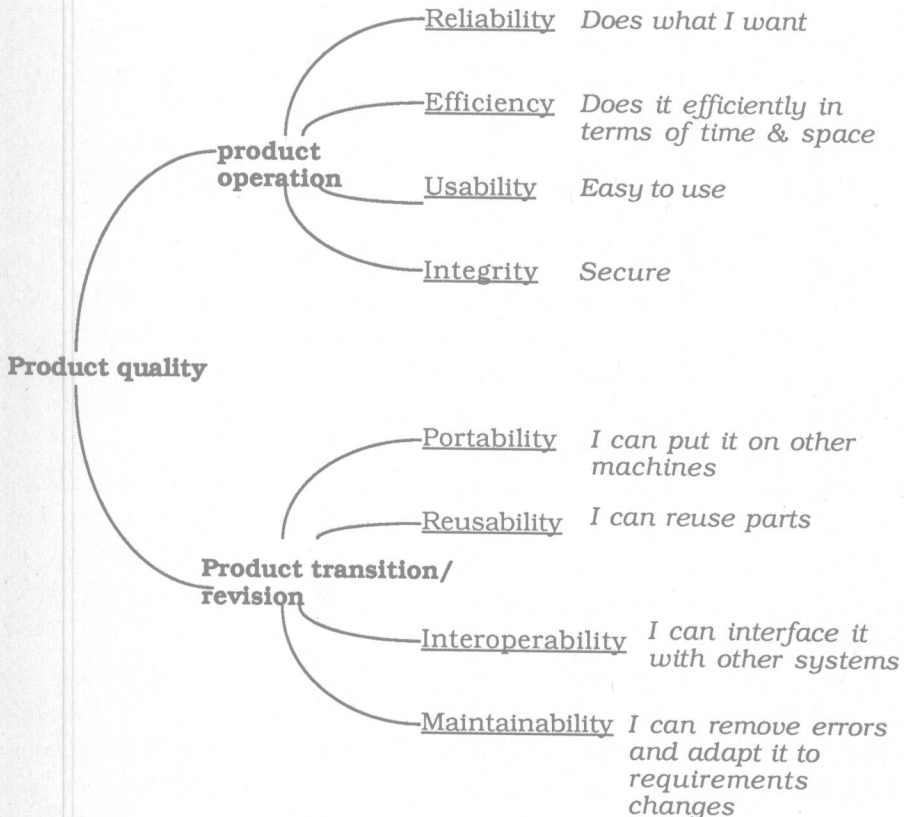 Reliability Does what I want
Efficiency Does it efficiently in
terms of time & space
product
operation
Usability Easy to use
Integrity Secure
Product quality
Portability I can put it on other
machines
Reusability I can reuse parts
Product transition/
revision
Interoperability I can interface it
with other systems
Maintainability I can remove errors
and adapt it to
requirements
changes